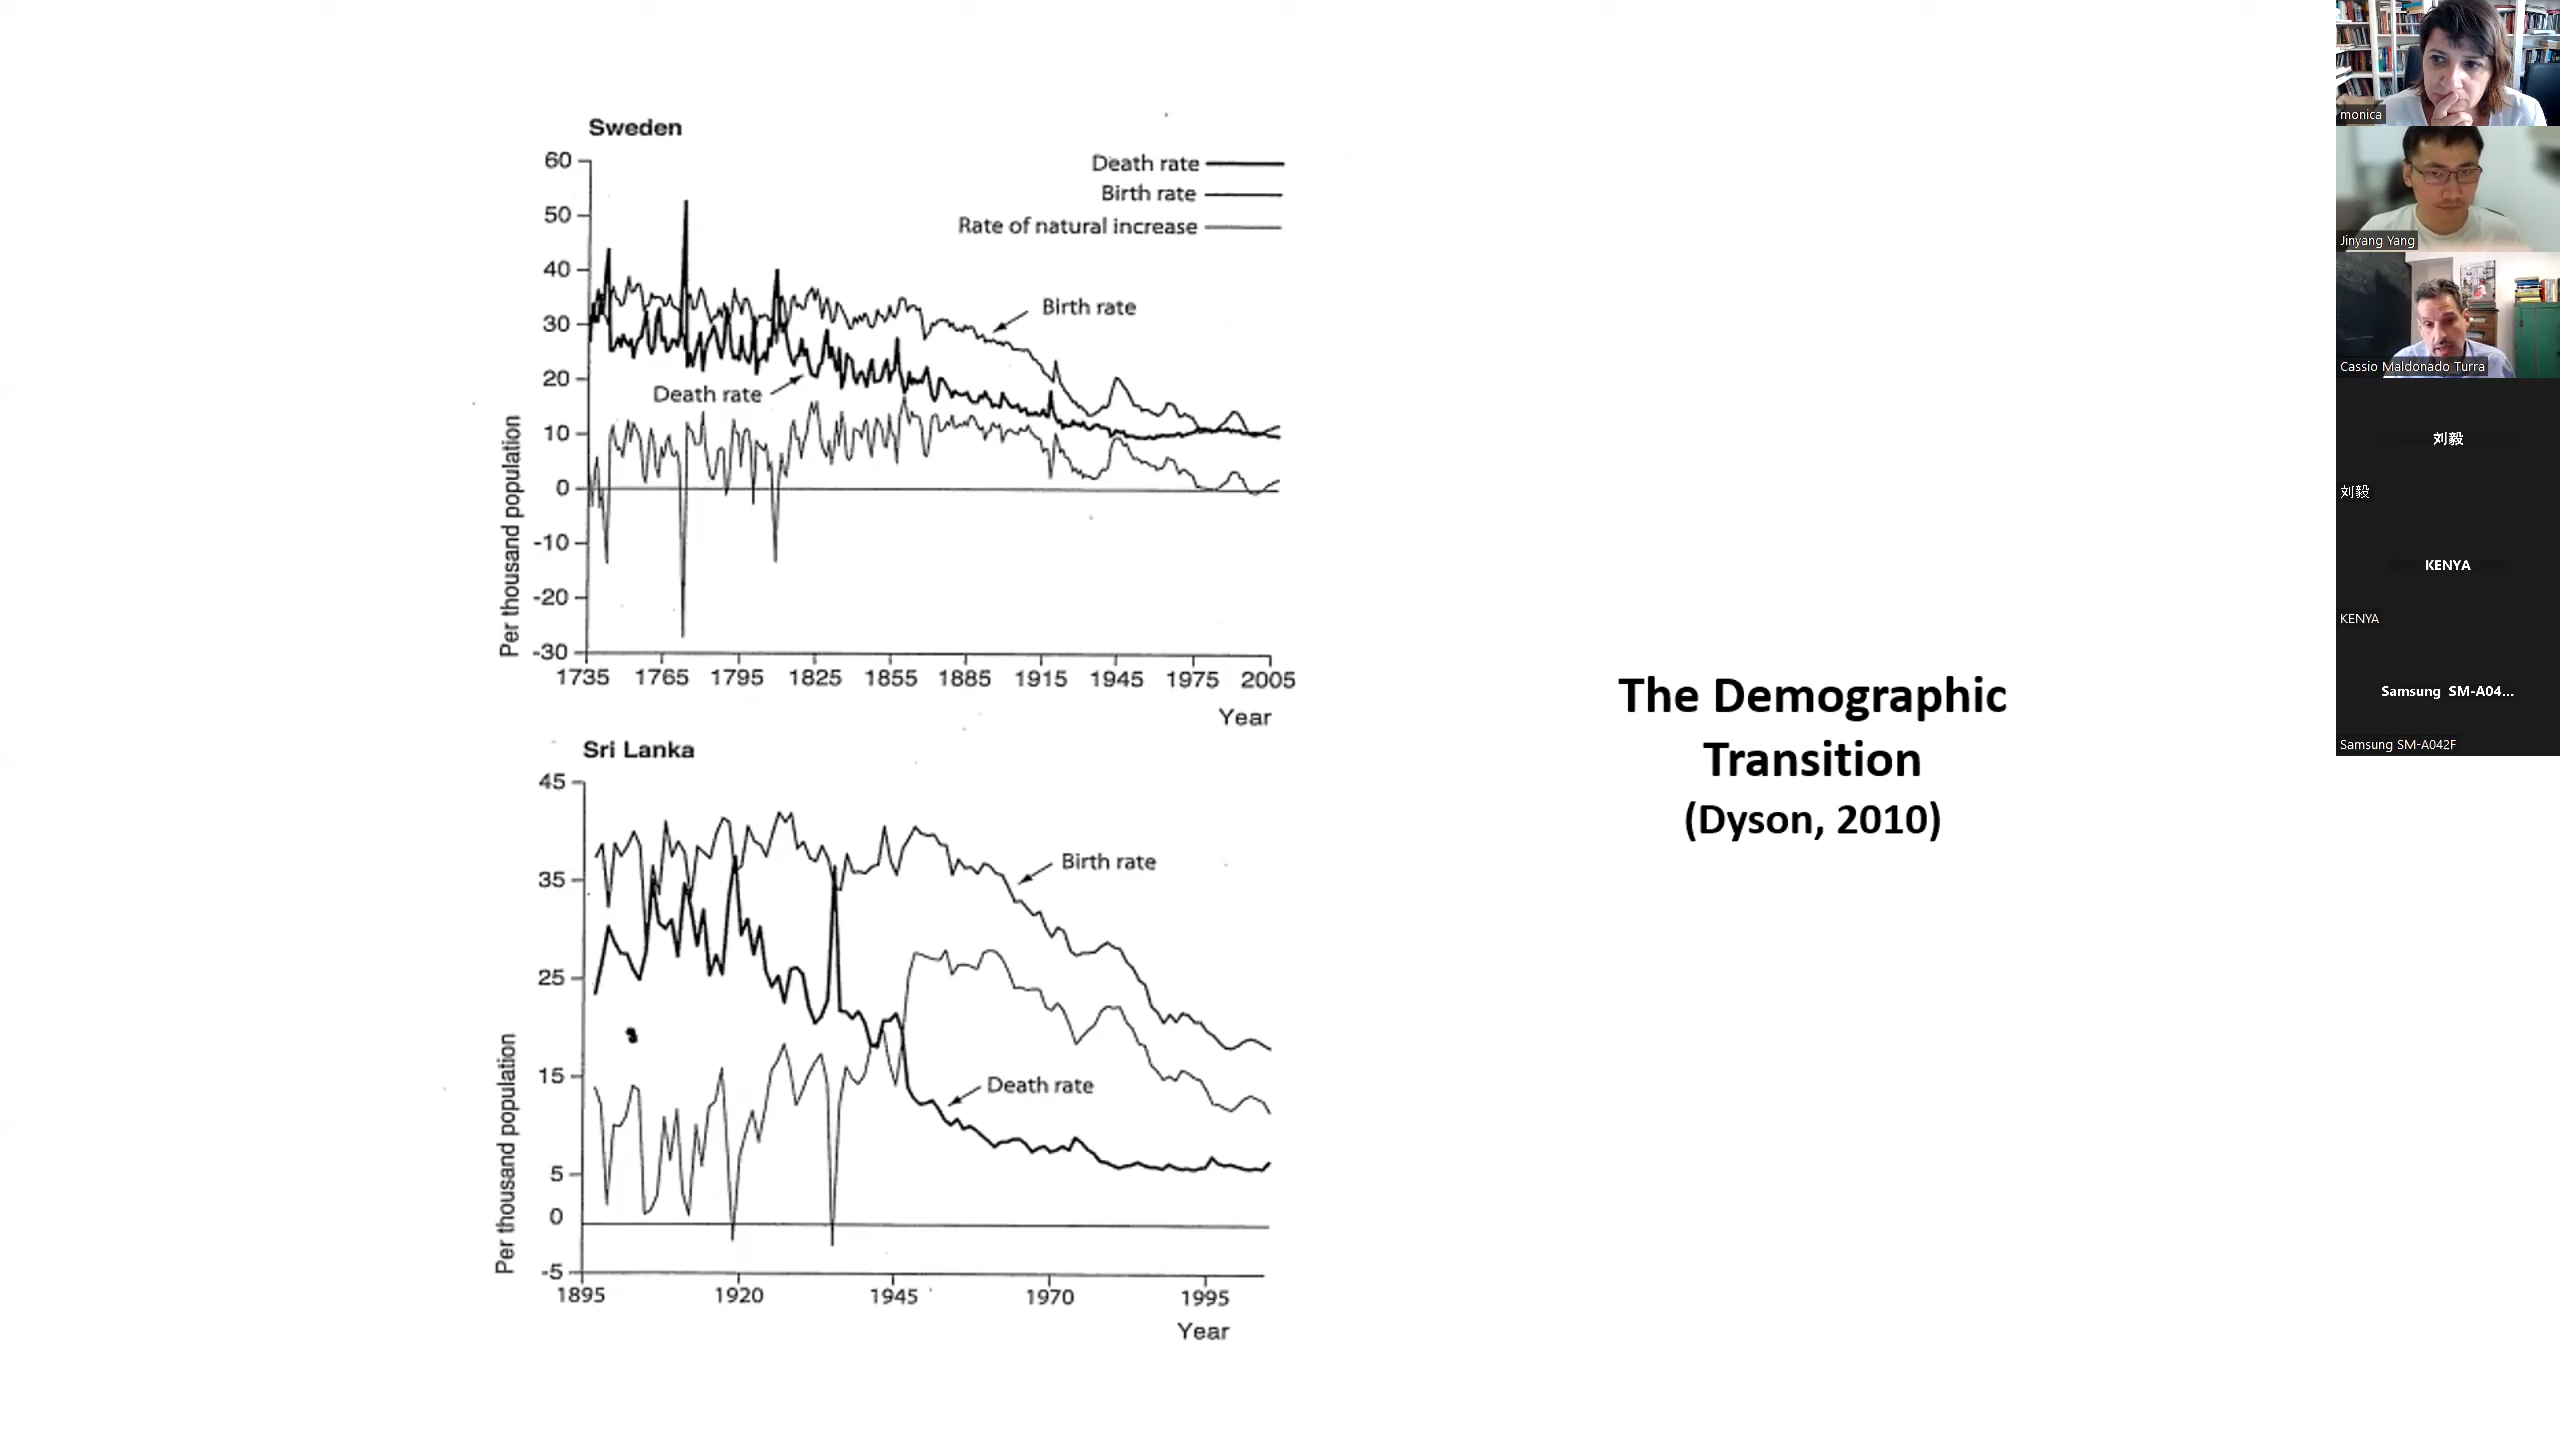 Sweden
60
50
40
30
20
10
0
-10
-20
-30
Per thousand population
Death rate
Birth rate
Rate of natural increase
Birth rate
Death rate
1735 1765 1795 1825 1855 1885 1915 1945 1975 2005
Year
Sri Lanka
45
35
25
15
5
0
-5
Per thousand population
Birth rate
Death rate
1895 1920 1945 1970 1995
Year
The Demographic
Transition
(Dyson, 2010)
monica
Jinyang Yang
Cassio Maldonado Turra
刘毅
刘毅
KENYA
KENYA
Samsung SM-A04...
Samsung SM-A042F